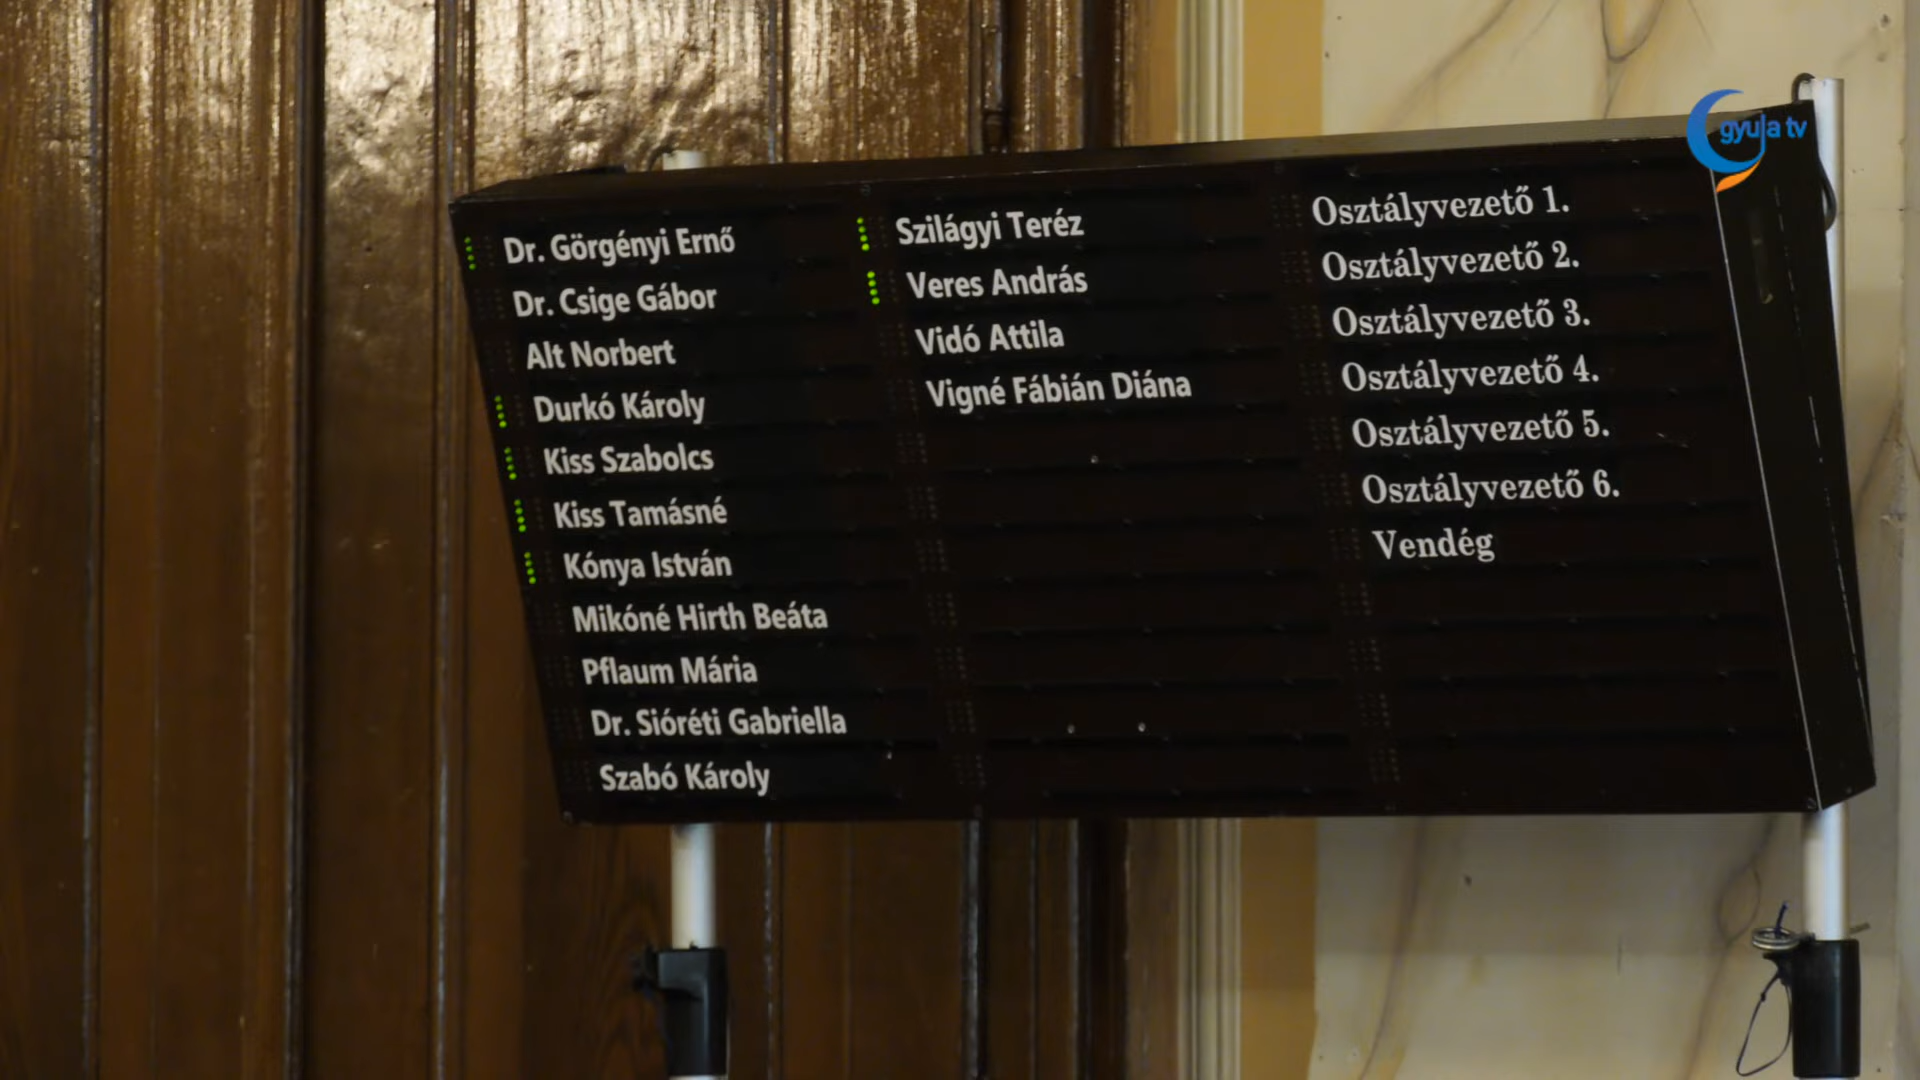 Dr. Görgényi Ernő
Dr. Csige Gábor
Alt Norbert
Durkó Károly
Kiss Szabolcs
Kiss Tamásné
Kónya István
Mikóné Hirth Beáta
Pflaum Mária
Dr. Sióréti Gabriella
Szabó Károly
Szilágyi Teréz
Veres András
Vidó Attila
Vigné Fábián Diána
Osztályvezető 1.
Osztályvezető 2.
Osztályvezető 3.
Osztályvezető 4.
Osztályvezető 5.
Osztályvezető 6.
Vendég
gyula tv